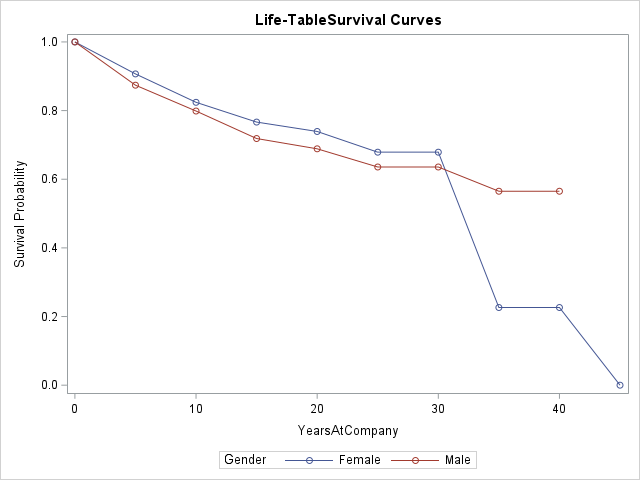 Life-TableSurvival Curves
1.0
0.8
0.6
0.4
0.2
0.0
Survival Probability
0 10 20 30 40
YearsAtCompany
Gender Female Male